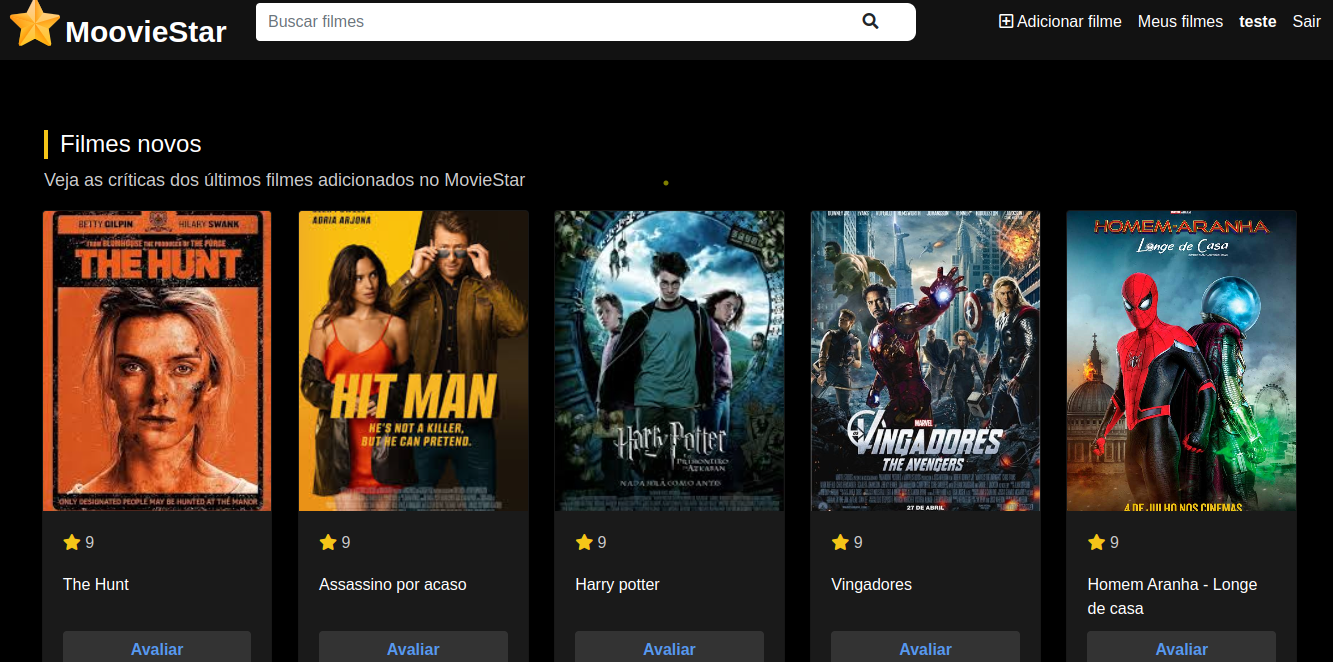 MoovieStar
Buscar filmes
Adicionar filme
Meus filmes
teste
Sair
Filmes novos
Veja as críticas dos últimos filmes adicionados no MovieStar
BETTY GILPIN
HILARY SWANK
FROM BLUMHOUSE THE PRODUCERS OF THE PURGE
THE HUNT
ONLY DESIGNATED PEOPLE MAY BE HUNTED AT THE MANOR
ADRIA ARJONA
HIT MAN
HE'S NOT A KILLER,
BUT HE CAN PRETEND.
Harry Potter
PRISIONEIRO
DE AZKABAN
NADA SERÁ COMO ANTES
MARVEL
VINGADORES
THE AVENGERS
27 DE ABRIL
HOMEM-ARANHA
Longe de Casa
4 DE JULHO NOS CINEMAS
9
9
9
9
9
The Hunt
Assassino por acaso
Harry potter
Vingadores
Homem Aranha - Longe
de casa
Avaliar
Avaliar
Avaliar
Avaliar
Avaliar